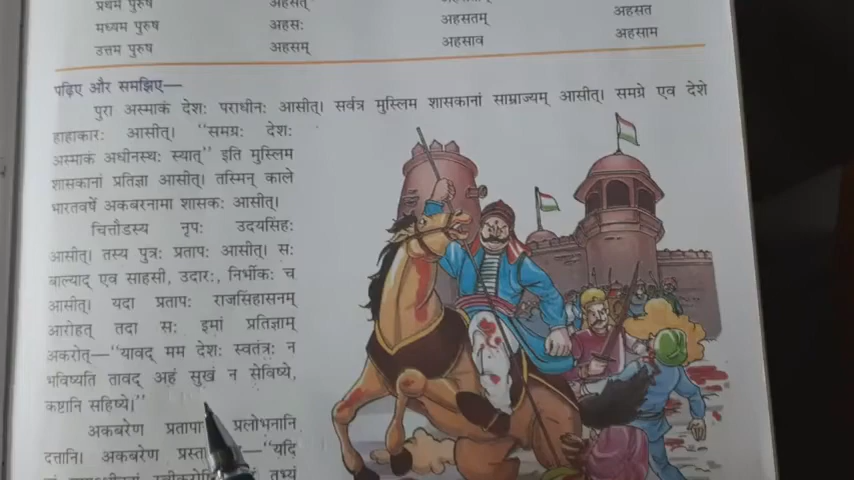 प्रथम पुरुष अहसत् अहसताम्
मध्यम पुरुष अहसः अहसतम् अहसत
उत्तम पुरुष अहसम् अहसाव अहसाम
पढ़िए और समझिए—
पुरा अस्माकं देशः पराधीनः आसीत्। सर्वत्र मुस्लिम शासकानां साम्राज्यम् आसीत्। समग्रे एव देशे
हाहाकारः आसीत्। "समग्रः देशः
अस्माकं अधीनस्थः स्यात्" इति मुस्लिम
शासकानां प्रतिज्ञा आसीत्। तस्मिन् काले
भारतवर्षे अकबरनामा शासकः आसीत्।
चित्तौडस्य नृपः उदयसिंहः
आसीत्। तस्य पुत्रः प्रतापः आसीत्। सः
बाल्याद् एव साहसी, उदारः, निर्भीकः च
आसीत्। यदा प्रतापः राजसिंहासनम्
आरोहत् तदा सः इमां प्रतिज्ञाम्
अकरोत्—"यावद् मम देशः स्वतंत्रः न
भविष्यति तावद् अहं सुखं न सेविष्ये,
कष्टानि सहिष्ये।"
अकबरेण प्रलोभनानि
दत्तानि। अकबरेण "यदि
तुभ्यं